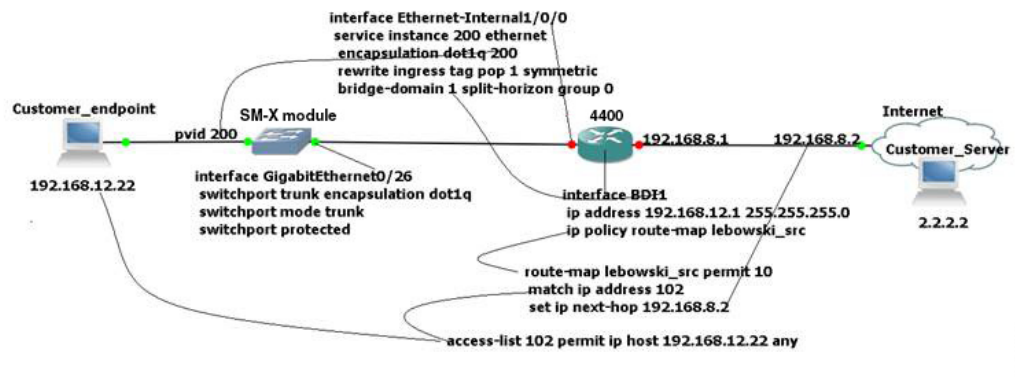 interface Ethernet-Internal1/0/0
service instance 200 ethernet
encapsulation dot1q 200
rewrite ingress tag pop 1 symmetric
bridge-domain 1 split-horizon group 0
Customer_endpoint
pvid 200
192.168.12.22
SM-X module
interface GigabitEthernet0/26
switchport trunk encapsulation dot1q
switchport mode trunk
switchport protected
4400
192.168.8.1
192.168.8.2
Internet
Customer_Server
2.2.2.2
interface BDI1
ip address 192.168.12.1 255.255.255.0
ip policy route-map lebowski_src
route-map lebowski_src permit 10
match ip address 102
set ip next-hop 192.168.8.2
access-list 102 permit ip host 192.168.12.22 any